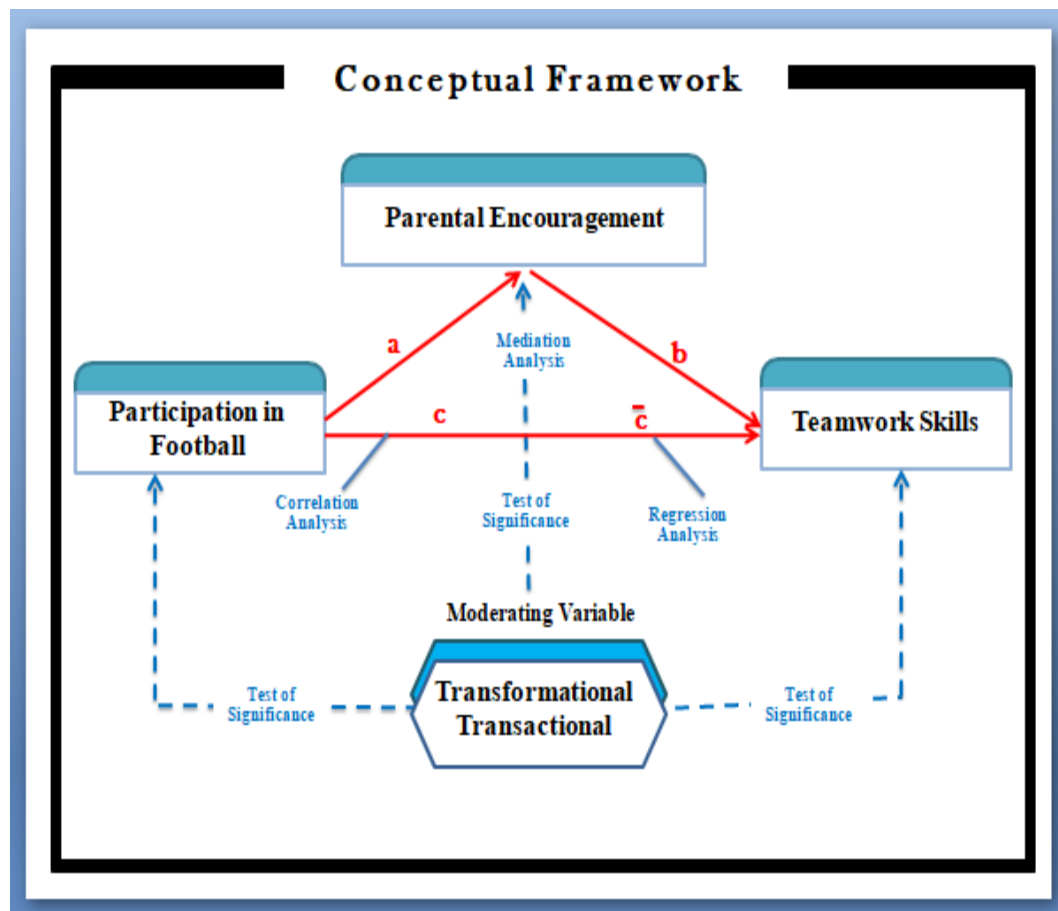 Conceptual Framework
Parental Encouragement
a
Mediation
Analysis
b
Participation in
Football
c
c̄
Teamwork Skills
Correlation
Analysis
Test of
Significance
Regression
Analysis
Moderating Variable
Transformational
Transactional
Test of
Significance
Test of
Significance